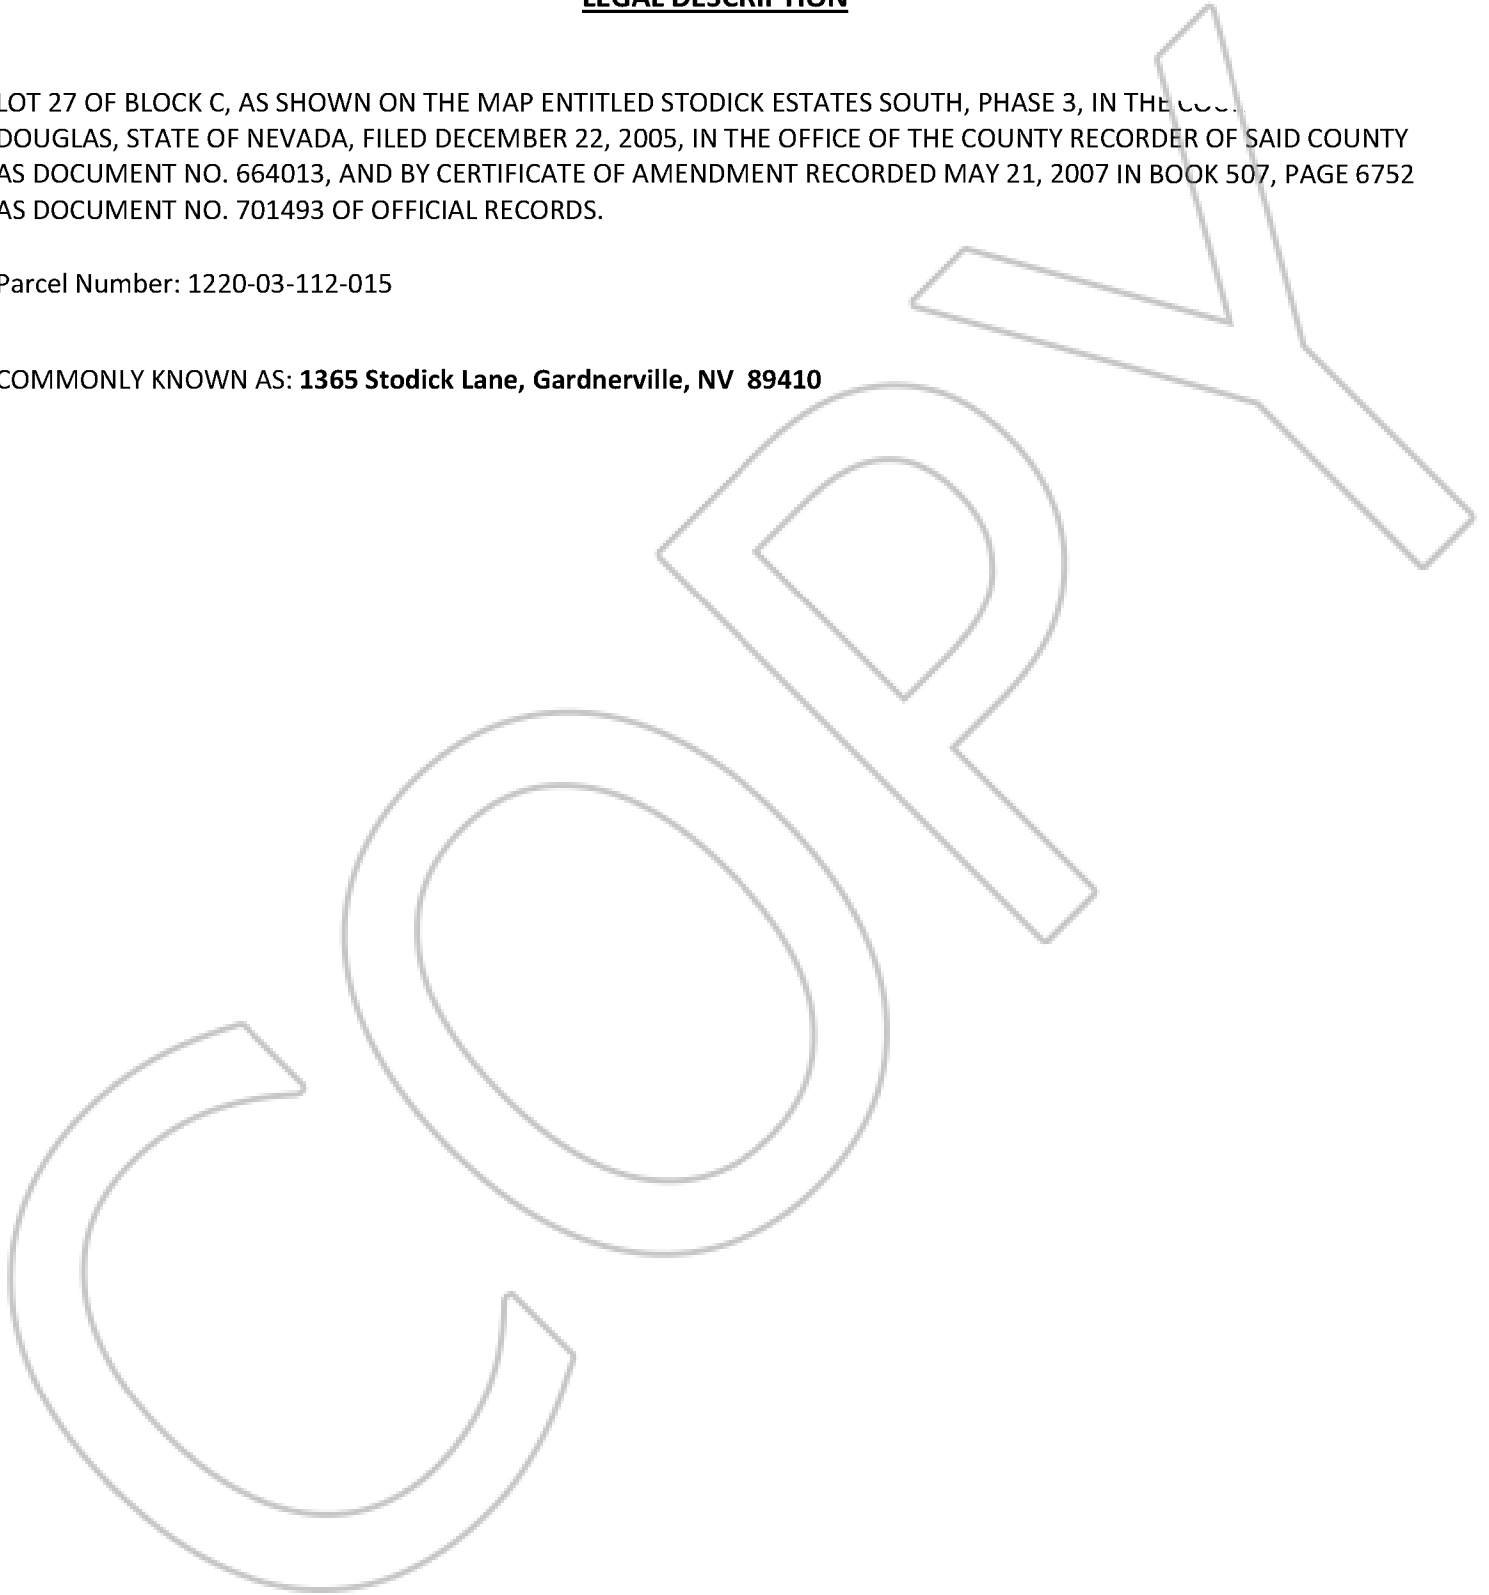 LEGAL DESCRIPTION
LOT 27 OF BLOCK C, AS SHOWN ON THE MAP ENTITLED STODICK ESTATES SOUTH, PHASE 3, IN THE
DOUGLAS, STATE OF NEVADA, FILED DECEMBER 22, 2005, IN THE OFFICE OF THE COUNTY RECORDER OF SAID COUNTY
AS DOCUMENT NO. 664013, AND BY CERTIFICATE OF AMENDMENT RECORDED MAY 21, 2007 IN BOOK 507, PAGE 6752
AS DOCUMENT NO. 701493 OF OFFICIAL RECORDS.
Parcel Number: 1220-03-112-015
COMMONLY KNOWN AS: 1365 Stodick Lane, Gardnerville, NV  89410
COPY